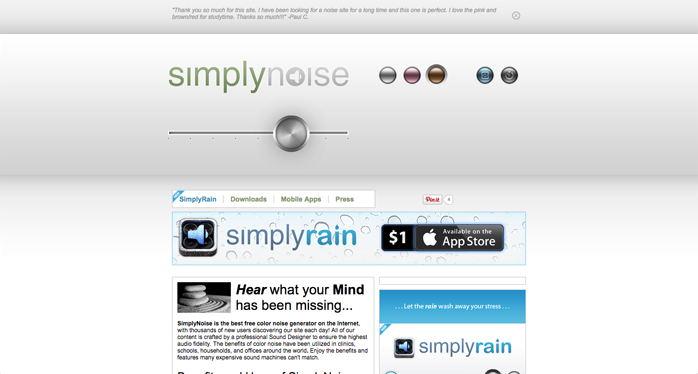 "Thank you so much for this site. I have been looking for a noise site for a long time and this one is perfect. I love the pink and
brown/red for studytime. Thanks so much!!!" -Paul C.
simplynoise
SimplyRain
Downloads
Mobile Apps
Press
Pin it
4
simplyrain
$1
Available on the
App Store
Hear what your Mind
has been missing...
SimplyNoise is the best free color noise generator on the Internet,
with thousands of new users discovering our site each day! All of our
content is crafted by a professional Sound Designer to ensure the highest
audio fidelity. The benefits of color noise have been utilized in clinics,
schools, households, and offices around the world. Enjoy the benefits and
features many expensive sound machines can't match.
. . . Let the rain wash away your stress . . .
simplyrain